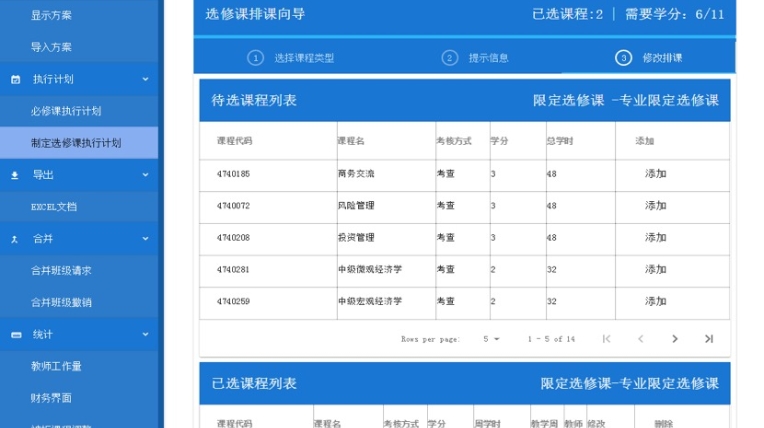 显示方案
导入方案
执行计划
必修课执行计划
制定选修课执行计划
导出
EXCEL文档
合并
合并班级请求
合并班级撤销
统计
教师工作量
财务界面
选修课排课向导
已选课程:2 | 需要学分: 6/11
1 选择课程类型
2 提示信息
3 修改排课
待选课程列表
限定选修课 -专业限定选修课
课程代码 课程名 考核方式 学分 总学时 添加
4740185 商务交流 考查 3 48 添加
4740072 风险管理 考查 3 48 添加
4740208 投资管理 考查 3 48 添加
4740281 中级微观经济学 考查 2 32 添加
4740259 中级宏观经济学 考查 2 32 添加
Rows per page: 5 1 - 5 of 14
已选课程列表
限定选修课-专业限定选修课
课程代码 课程名 考核方式 学分 周学时 教学周 教师 修改 删除